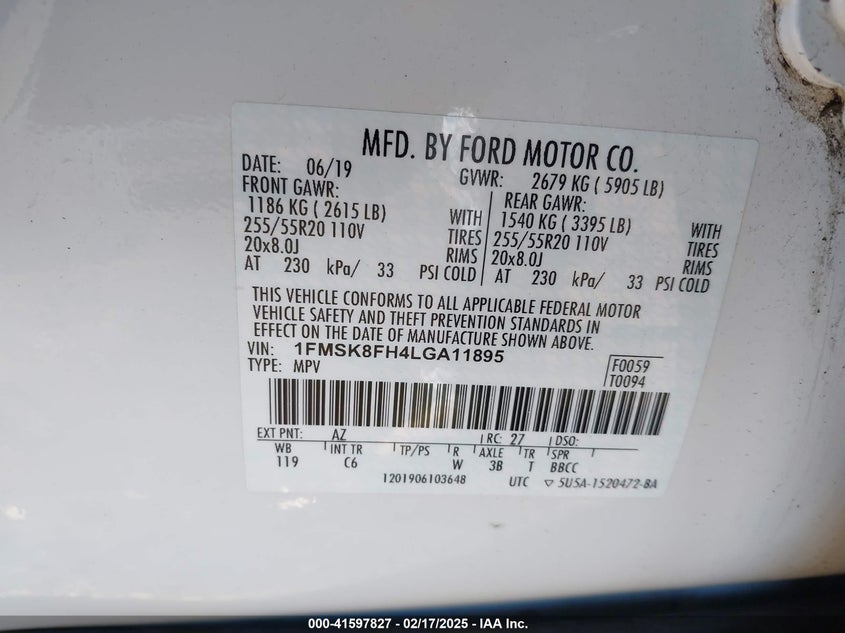 MFD. BY FORD MOTOR CO.
DATE: 06/19 GVWR: 2679 KG ( 5905 LB)
FRONT GAWR: REAR GAWR:
1186 KG ( 2615 LB) WITH 1540 KG ( 3395 LB) WITH
255/55R20 110V TIRES 255/55R20 110V TIRES
20x8.0J RIMS 20x8.0J RIMS
AT 230 kPa/ 33 PSI COLD AT 230 kPa/ 33 PSI COLD
THIS VEHICLE CONFORMS TO ALL APPLICABLE FEDERAL MOTOR
VEHICLE SAFETY AND THEFT PREVENTION STANDARDS IN
EFFECT ON THE DATE OF MANUFACTURE SHOWN ABOVE.
VIN: 1FMSK8FH4LGA11895
TYPE: MPV
F0059
T0094
EXT PNT: AZ RC: 27 DSO:
WB INT TR TP/PS R AXLE TR SPR
119 C6 W 3B T BBCC
1201906103648 UTC ▽ 5U5A-1520472-BA
000-41597827 - 02/17/2025 - IAA Inc.